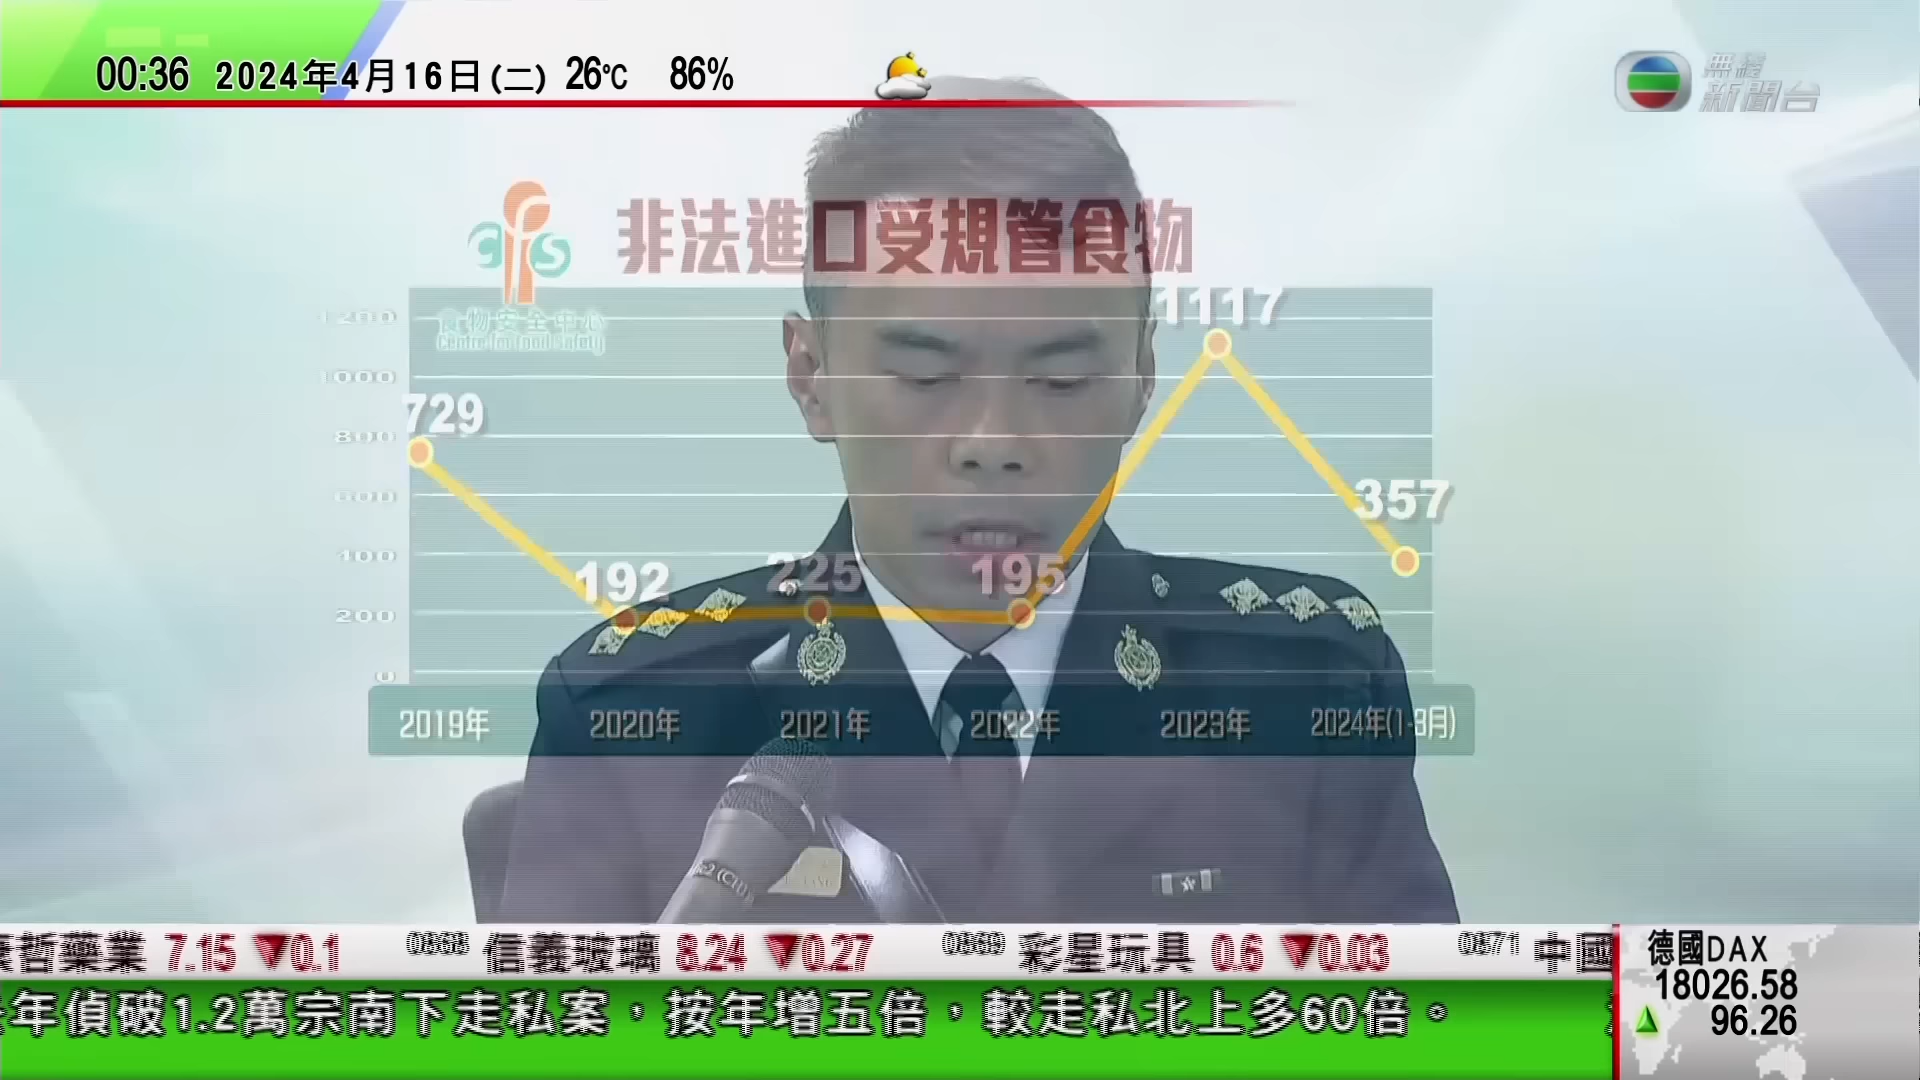 00:36 2024年4月16日(二) 26℃ 86%
無綫
新聞台
cfs
食物安全中心
Centre for Food Safety
非法進口受規管食物
1200
1000
800
600
400
200
0
729
192
225
195
1117
357
2019年 2020年 2021年 2022年 2023年 2024年(1-3月)
哲藥業 7.15 ▼0.1 0868 信義玻璃 8.24 ▼0.27 0869 彩星玩具 0.6 ▼0.03 0871 中國
年偵破1.2萬宗南下走私案，按年增五倍，較走私北上多60倍。
德國DAX
18026.58
▲ 96.26